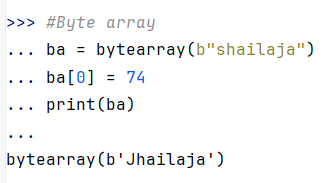 >>> #Byte array
... ba = bytearray(b"shailaja")
... ba[0] = 74
... print(ba)
...
bytearray(b'Jhailaja')